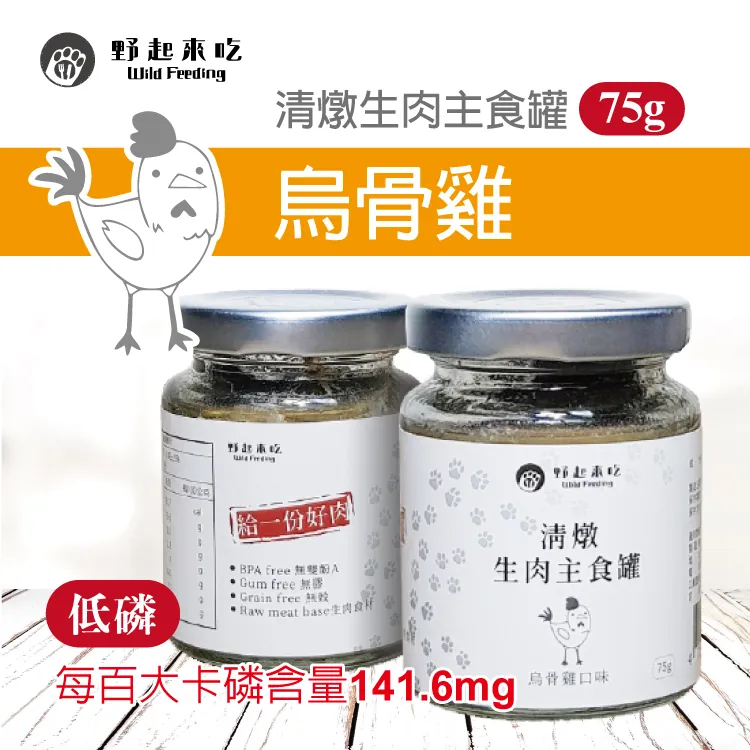 野起來吃
Wild Feeding
清燉生肉主食罐 75g
烏骨雞
野起來吃
Wild Feeding
給一份好肉
• BPA free 無雙酚A
• Gum free 無膠
• Grain free 無穀
• Raw meat base生肉食材
野起來吃
Wild Feeding
清燉
生肉主食罐
烏骨雞口味
75g
低磷
每百大卡磷含量141.6mg